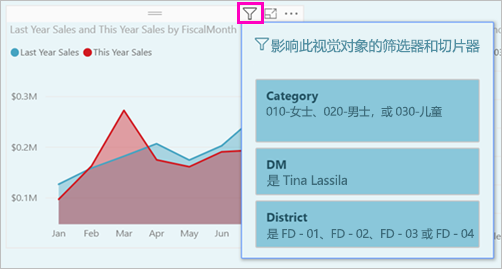 Last Year Sales and This Year Sales by FiscalMonth
Last Year Sales This Year Sales
$0.3M
$0.2M
$0.1M
Jan Feb Mar Apr May Jun
影响此视觉对象的筛选器和切片器
Category
010-女士、020-男士，或 030-儿童
DM
是 Tina Lassila
District
是 FD - 01、FD - 02、FD - 03 或 FD - 04